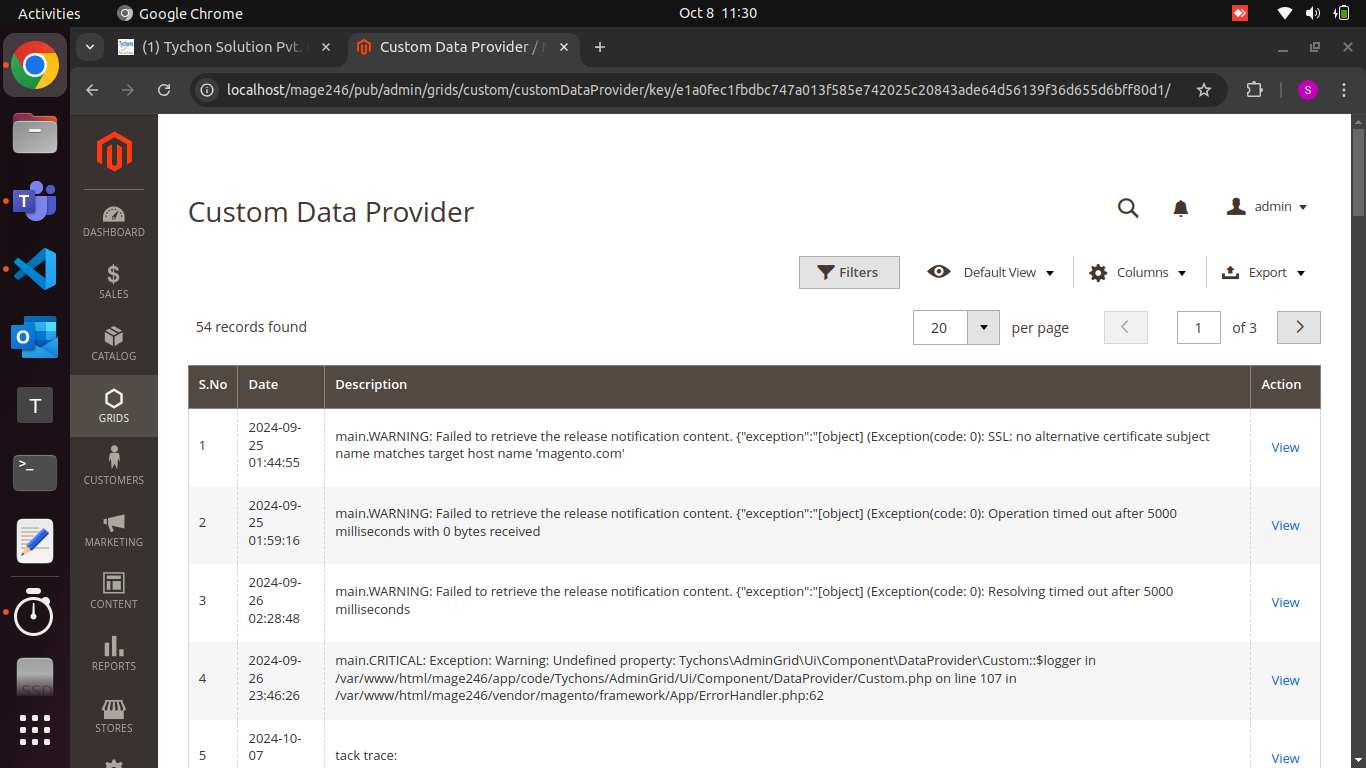 Activities
Google Chrome
Oct 8 11:30
(1) Tychon Solution Pvt.
Custom Data Provider /
S
localhost/mage246/pub/admin/grids/custom/customDataProvider/key/e1a0fec1fbdbc747a013f585e742025c20843ade64d56139f36d655d6bff80d1/
T
T
>_
SSD
DASHBOARD
$
SALES
CATALOG
GRIDS
CUSTOMERS
MARKETING
CONTENT
REPORTS
STORES
Custom Data Provider
admin
Filters
Default View
Columns
Export
54 records found
20
per page
1
of 3
S.No
Date
Description
Action
1
2024-09-
25
01:44:55
main.WARNING: Failed to retrieve the release notification content. {"exception":"[object] (Exception(code: 0): SSL: no alternative certificate subject
name matches target host name 'magento.com'
View
2
2024-09-
25
01:59:16
main.WARNING: Failed to retrieve the release notification content. {"exception":"[object] (Exception(code: 0): Operation timed out after 5000
milliseconds with 0 bytes received
View
3
2024-09-
26
02:28:48
main.WARNING: Failed to retrieve the release notification content. {"exception":"[object] (Exception(code: 0): Resolving timed out after 5000
milliseconds
View
4
2024-09-
26
23:46:26
main.CRITICAL: Exception: Warning: Undefined property: Tychons\AdminGrid\Ui\Component\DataProvider\Custom::$logger in
/var/www/html/mage246/app/code/Tychons/AdminGrid/Ui/Component/DataProvider/Custom.php on line 107 in
/var/www/html/mage246/vendor/magento/framework/App/ErrorHandler.php:62
View
5
2024-10-
07
tack trace:
View